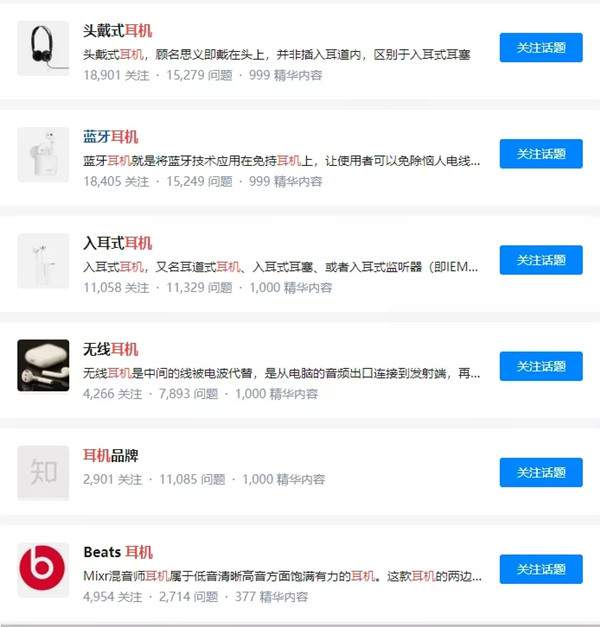 头戴式耳机
头戴式耳机，顾名思义即戴在头上，并非插入耳道内，区别于入耳式耳塞
18,901 关注 · 15,279 问题 · 999 精华内容
关注话题
蓝牙耳机
蓝牙耳机就是将蓝牙技术应用在免持耳机上，让使用者可以免除恼人电线...
18,405 关注 · 15,249 问题 · 999 精华内容
关注话题
入耳式耳机
入耳式耳机，又名耳道式耳机、入耳式耳塞、或者入耳式监听器（即IEM...
11,058 关注 · 11,329 问题 · 1,000 精华内容
关注话题
无线耳机
无线耳机是中间的线被电波代替，是从电脑的音频出口连接到发射端，再...
4,266 关注 · 7,893 问题 · 1,000 精华内容
关注话题
知
耳机品牌
2,901 关注 · 11,085 问题 · 1,000 精华内容
关注话题
Beats 耳机
Mixr混音师耳机属于低音清晰高音方面饱满有力的耳机。这款耳机的两边...
4,954 关注 · 2,714 问题 · 377 精华内容
关注话题